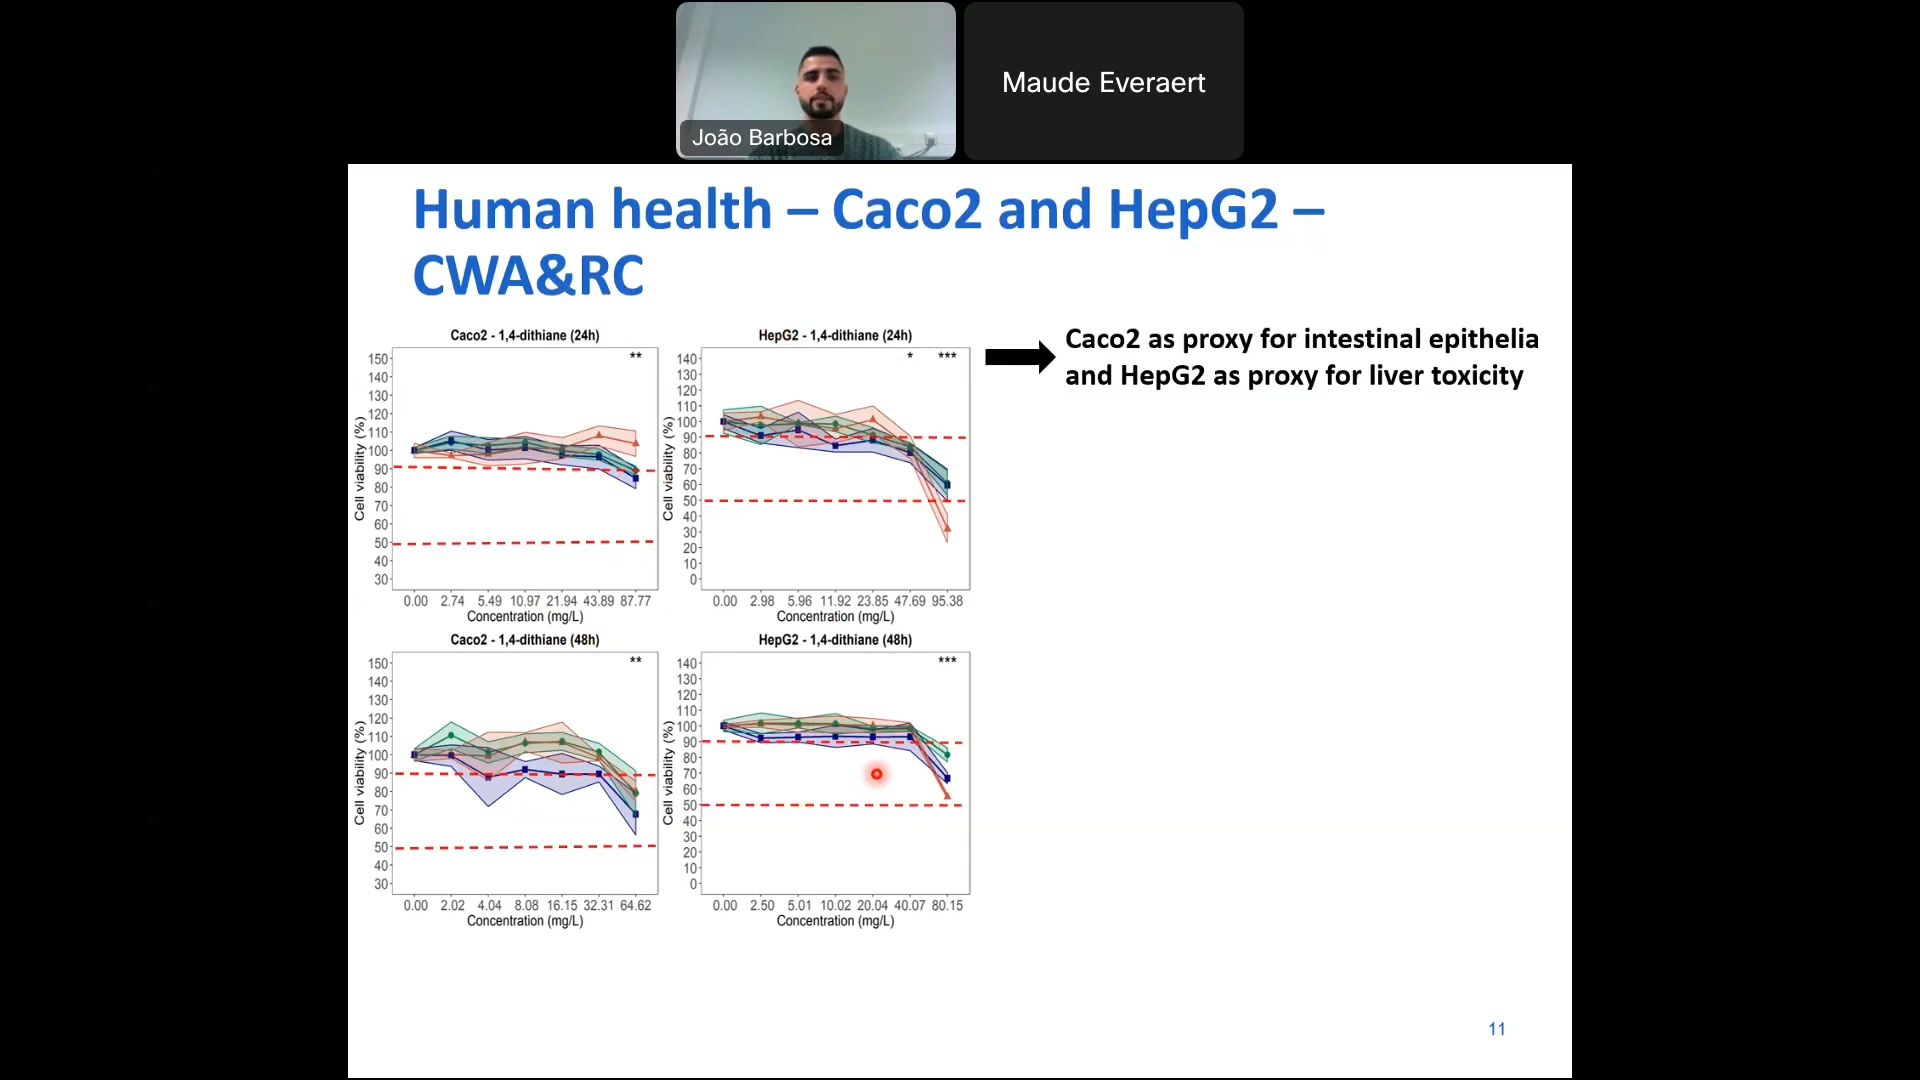 João Barbosa
Maude Everaert
Human health – Caco2 and HepG2 –
CWA&RC
Caco2 - 1,4-dithiane (24h)
**
150
140
130
120
110
100
90
80
70
60
50
40
30
Cell viability (%)
0.00 2.74 5.49 10.97 21.94 43.89 87.77
Concentration (mg/L)
HepG2 - 1,4-dithiane (24h)
* ***
140
130
120
110
100
90
80
70
60
50
40
30
20
10
0
Cell viability (%)
0.00 2.98 5.96 11.92 23.85 47.69 95.38
Concentration (mg/L)
Caco2 as proxy for intestinal epithelia
and HepG2 as proxy for liver toxicity
Caco2 - 1,4-dithiane (48h)
**
150
140
130
120
110
100
90
80
70
60
50
40
30
Cell viability (%)
0.00 2.02 4.04 8.08 16.15 32.31 64.62
Concentration (mg/L)
HepG2 - 1,4-dithiane (48h)
***
140
130
120
110
100
90
80
70
60
50
40
30
20
10
0
Cell viability (%)
0.00 2.50 5.01 10.02 20.04 40.07 80.15
Concentration (mg/L)
11